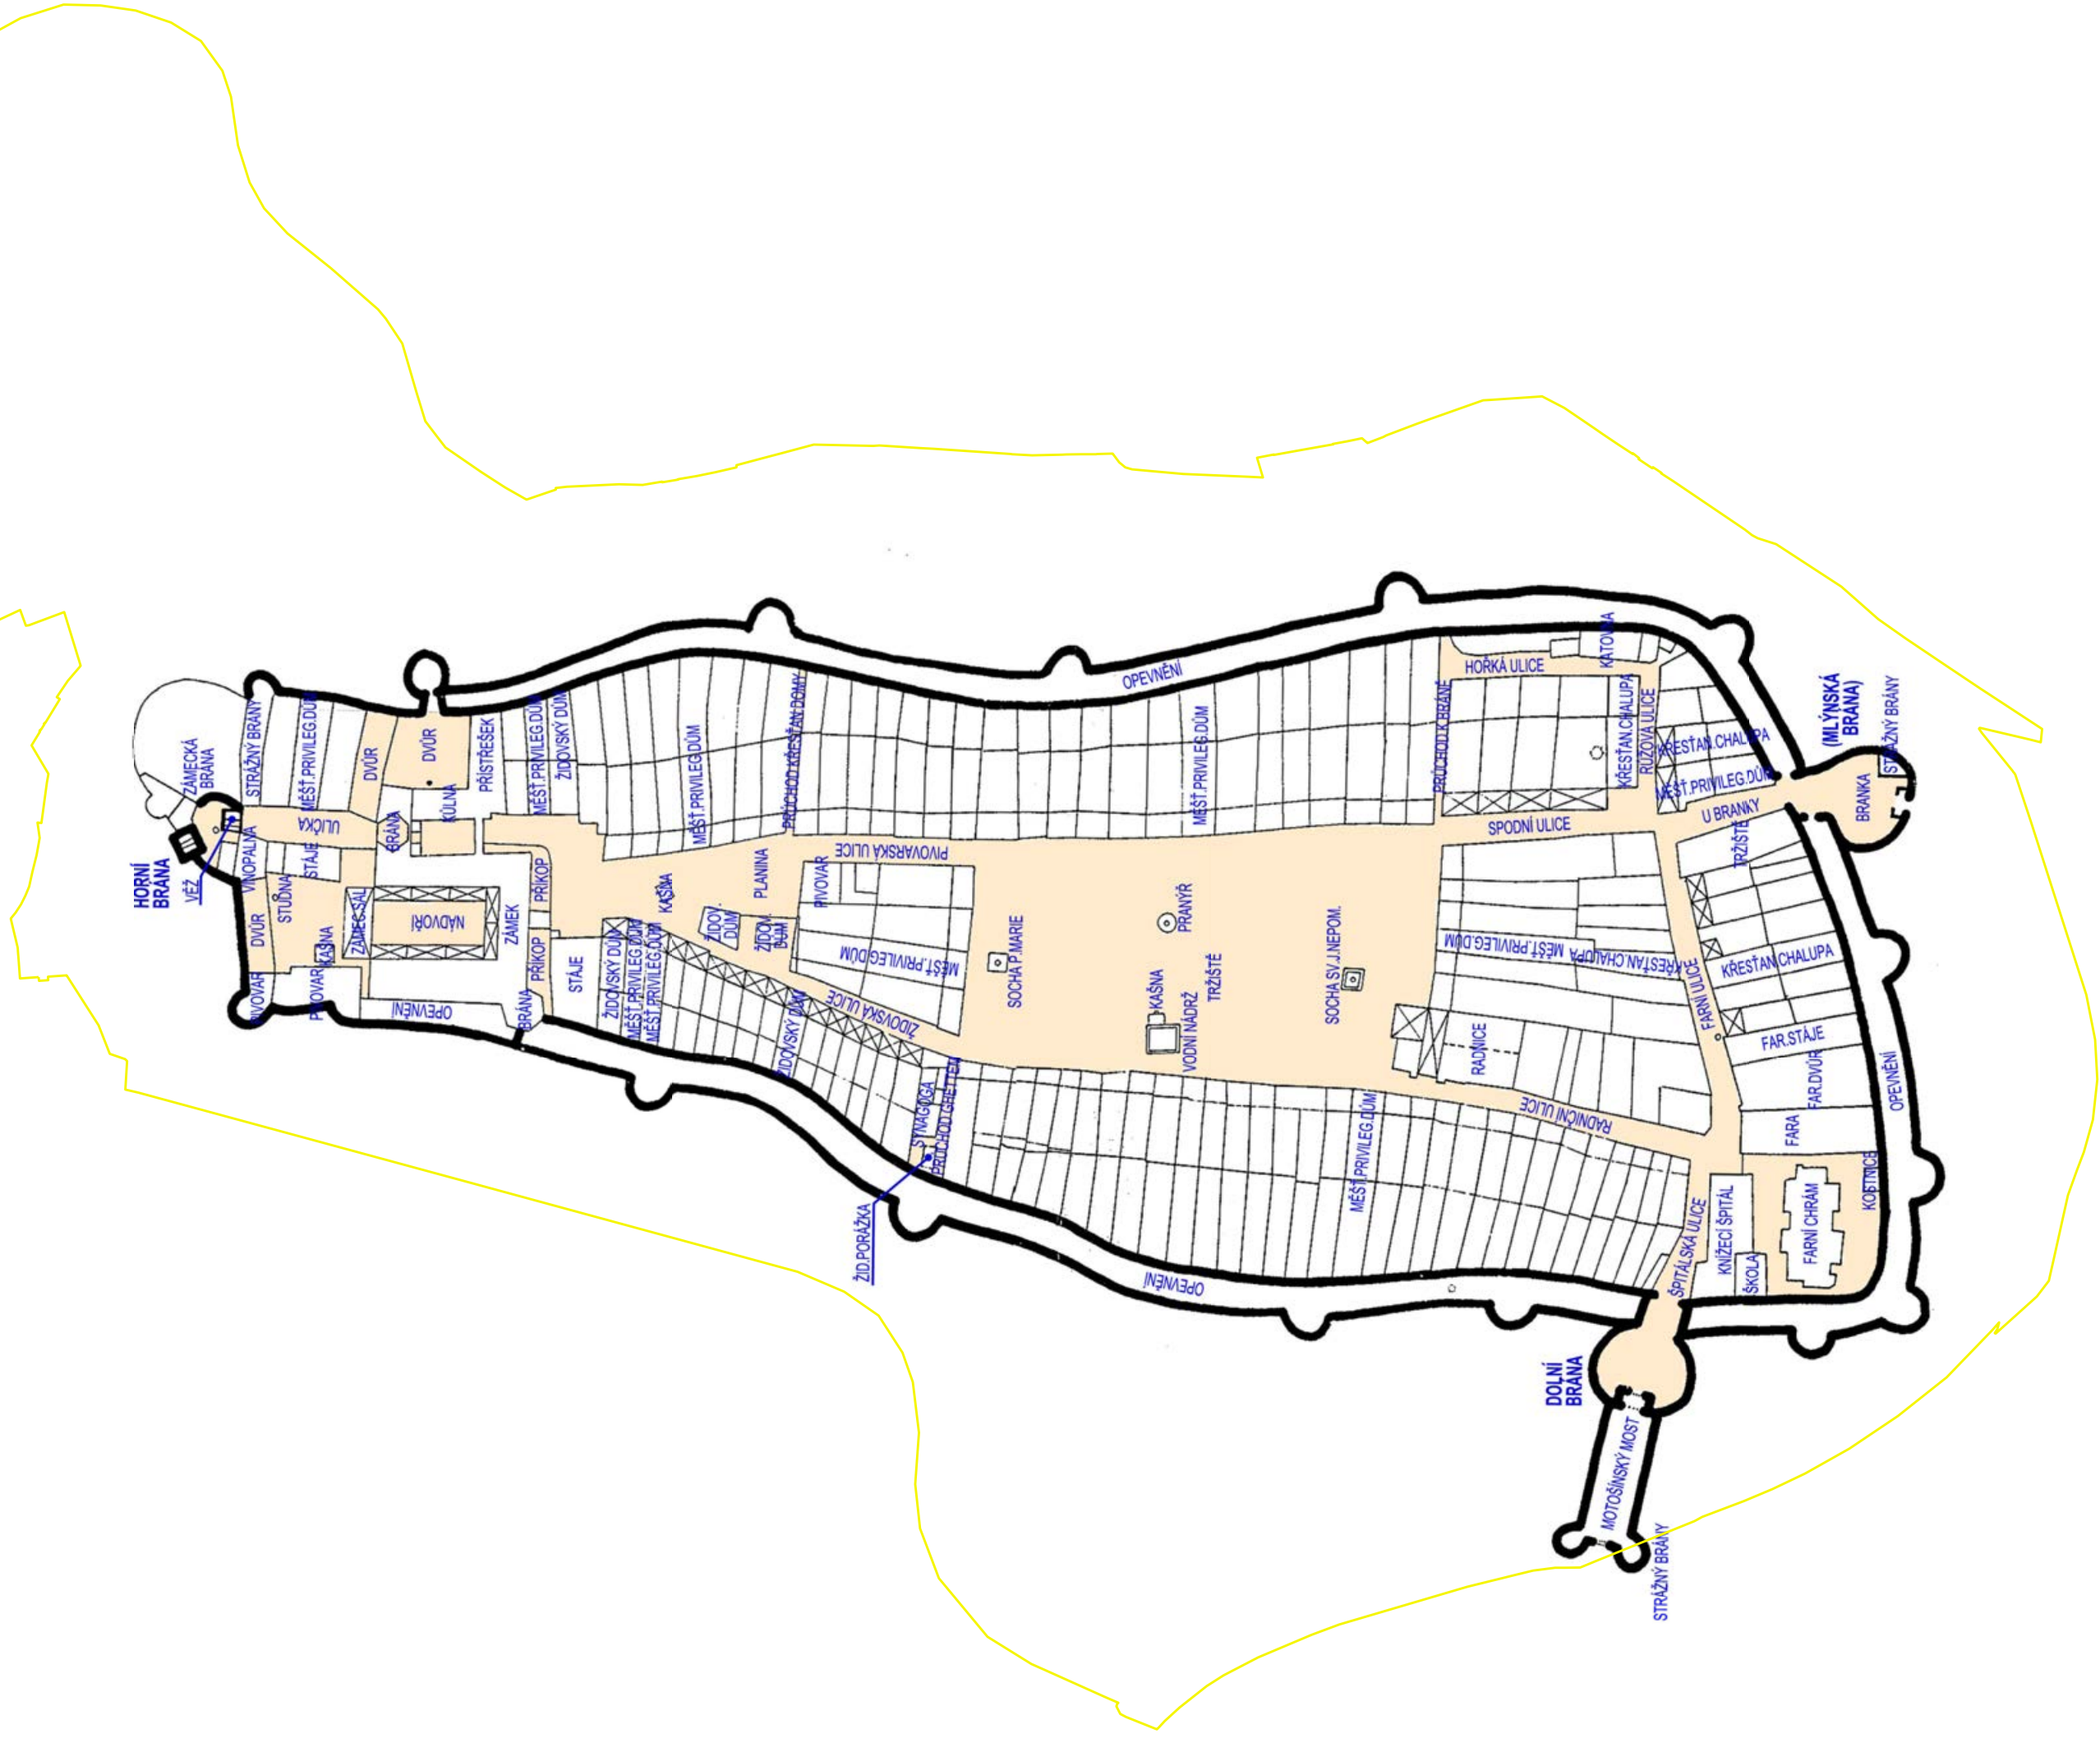 HORNÍ
BRÁNA
VĚŽ
ZÁMECKÁ
BRÁNA
STRÁŽNÝ BRÁNY
MĚŠŤ.PRIVILEG.DŮM
ULIČKA
VINOPALNA
STÁJE
STUDNA
DVŮR
KAŠNA
PIVOVAR
PIVOVAR
ZÁMEC.SÁL
NÁDVOŘÍ
OPEVNĚNÍ
DVŮR
DVŮR
BRÁNA
KŮLNA
PŘÍSTŘEŠEK
ZÁMEK
PŘÍKOP
PŘÍKOP
BRÁNA
MĚŠŤ.PRIVILEG.DŮM
ŽIDOVSKÝ DŮM
STÁJE
ŽIDOVSKÝ DŮM
MĚŠŤ.PRIVILEG.DŮM
MĚŠŤ.PRIVILEG.DŮM
KAŠNA
MĚŠŤ.PRIVILEG.DŮM
ŽIDOV.
DŮM
ŽIDOV.
DŮM
PLANINA
PRŮCHOD KŘESŤAN.DOMY
ŽIDOVSKÝ DŮM
PIVOVAR
PIVOVARSKÁ ULICE
MĚŠŤ.PRIVILEG.DŮM
ŽIDOVSKÁ ULICE
SYNAGOGA
PRŮCHOD GHETTEM
ŽID.PORÁŽKA
SOCHA P.MARIE
OPEVNĚNÍ
OPEVNĚNÍ
KAŠNA
PRANÝŘ
VODNÍ NÁDRŽ
TRŽIŠTĚ
MĚŠŤ.PRIVILEG.DŮM
SOCHA SV.J.NEPOM.
MĚŠŤ.PRIVILEG.DŮM
PRŮCHOD K BRÁNĚ
HOŘKÁ ULICE
KATOVNA
KŘESŤAN.CHALUPA
RŮŽOVÁ ULICE
SPODNÍ ULICE
KŘESŤAN.CHALUPA MĚŠŤ.PRIVILEG.DŮM
RADNICE
RADNIČNÍ ULICE
FARNÍ ULICE
KŘESŤAN.CHALUPA
MĚŠŤ.PRIVILEG.DŮM
U BRANKY
TRŽIŠTĚ
(MLÝNSKÁ
BRÁNA)
BRANKA
STRÁŽNÝ BRÁNY
KŘESŤAN.CHALUPA
FAR.STÁJE
FAR.DVŮR
FARA
OPEVNĚNÍ
KOSTNICE
FARNÍ CHRÁM
KNÍŽECÍ ŠPITÁL
ŠKOLA
ŠPITÁLSKÁ ULICE
DOLNÍ
BRÁNA
MOTOŠÍNSKÝ MOST
STRÁŽNÝ BRÁNY